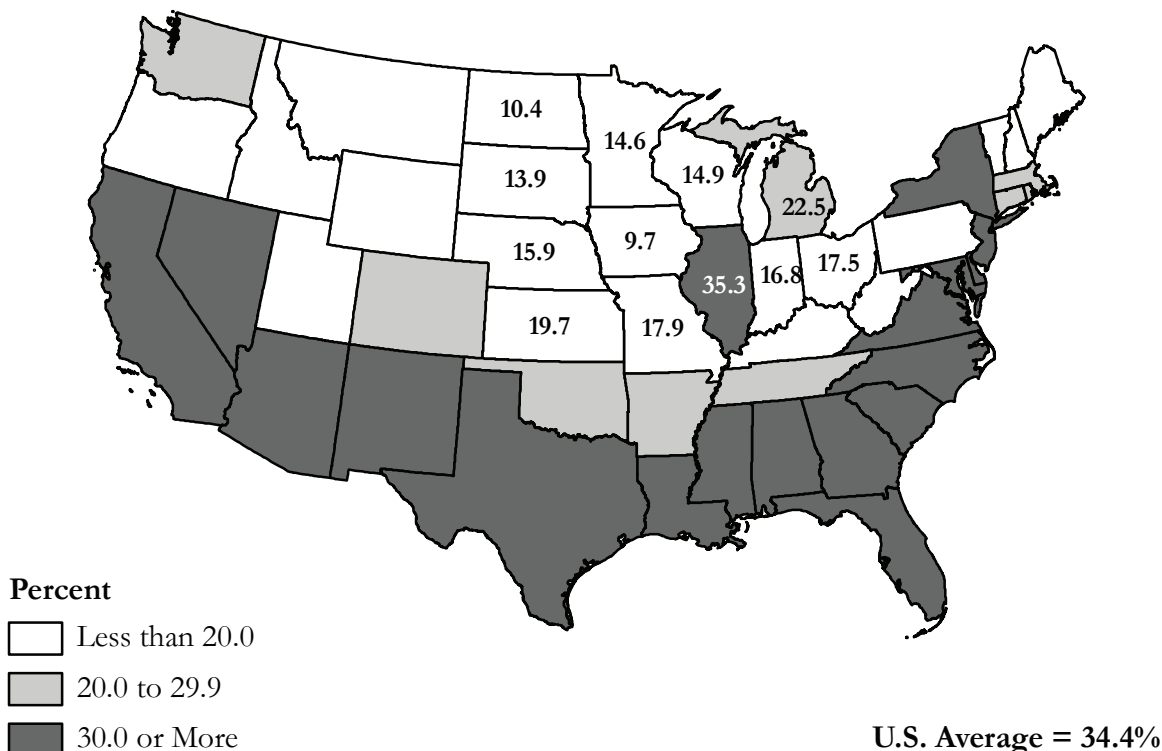 10.4
14.6
13.9
14.9
22.5
15.9
9.7
35.3
16.8
17.5
19.7
17.9
Percent
Less than 20.0
20.0 to 29.9
30.0 or More
U.S. Average = 34.4%